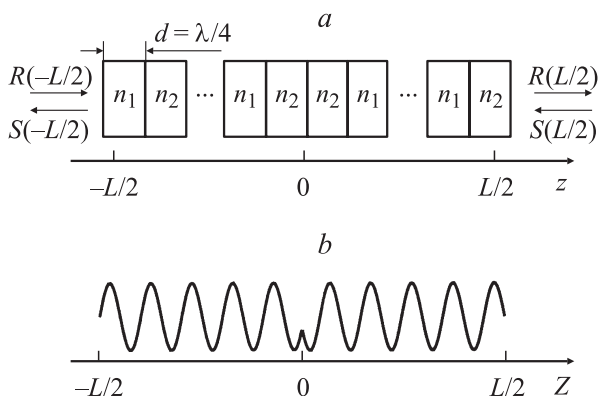 a
d = λ/4
R(–L/2) R(L/2)
n1 n2 ··· n1 n2 n2 n1 ··· n1 n2
S(–L/2) S(L/2)
–L/2 0 L/2 z
b
–L/2 0 L/2 Z